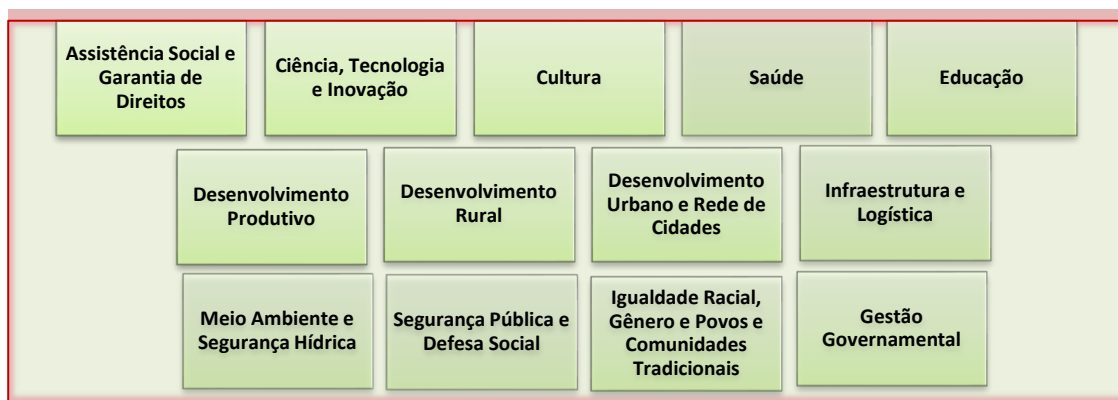 Assistência Social e
Garantia de
Direitos
Ciência, Tecnologia
e Inovação
Cultura
Saúde
Educação
Desenvolvimento
Produtivo
Desenvolvimento
Rural
Desenvolvimento
Urbano e Rede de
Cidades
Infraestrutura e
Logística
Meio Ambiente e
Segurança Hídrica
Segurança Pública e
Defesa Social
Igualdade Racial,
Gênero e Povos e
Comunidades
Tradicionais
Gestão
Governamental